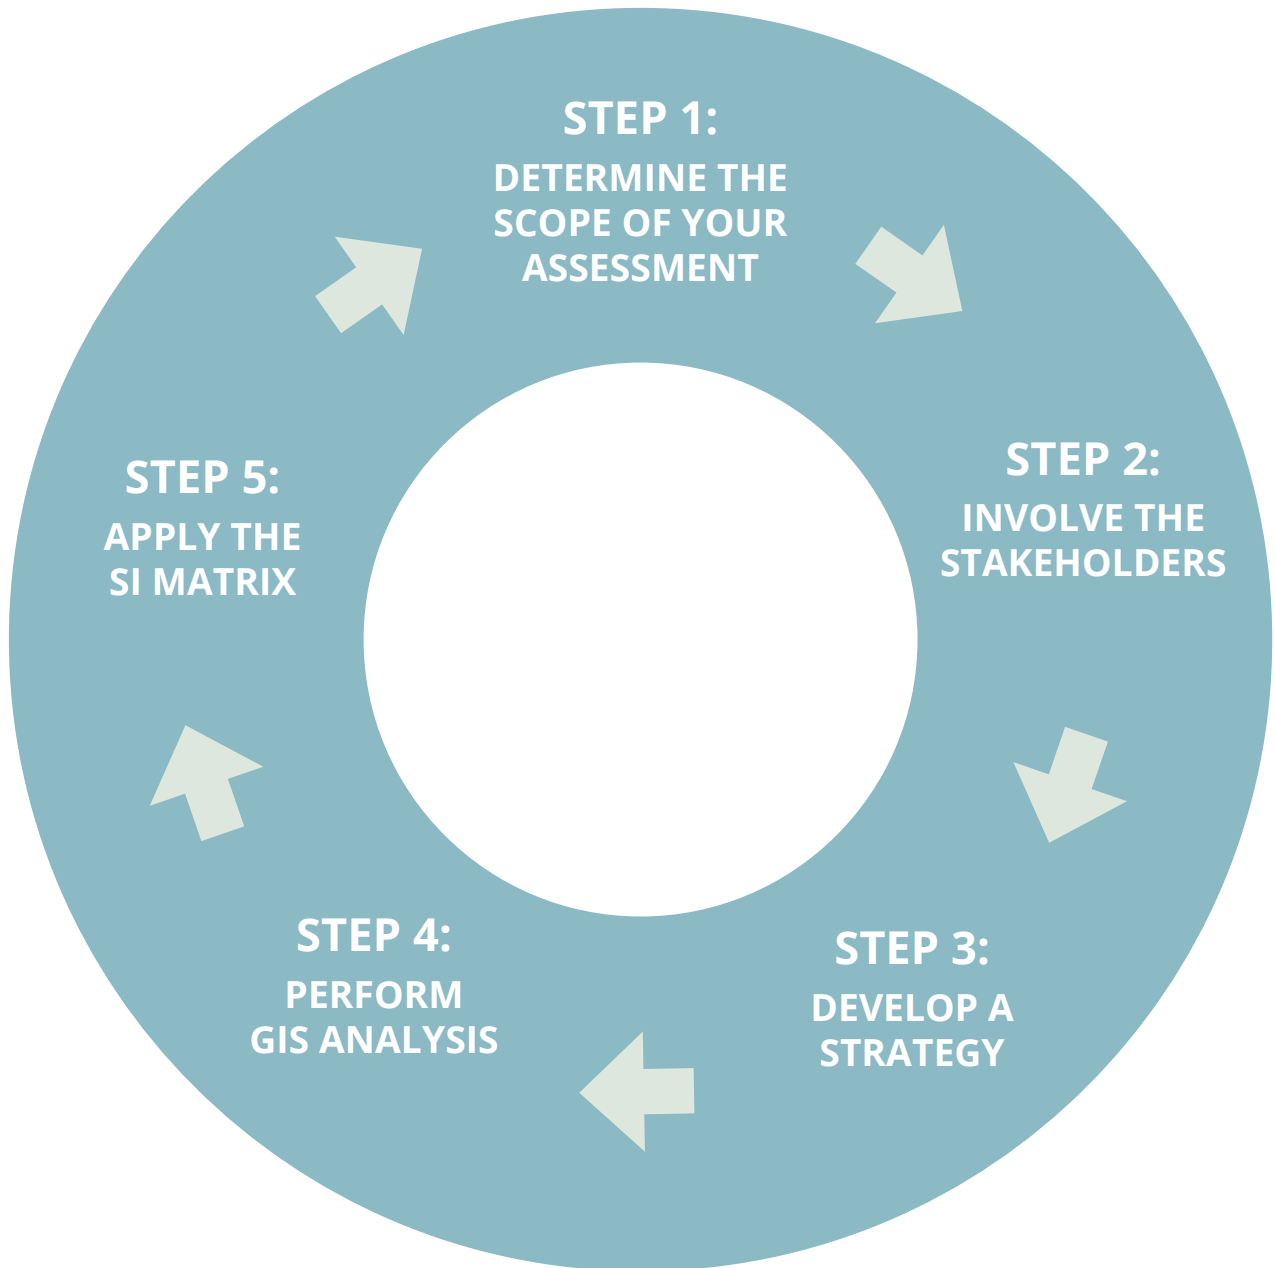 STEP 1:
DETERMINE THE
SCOPE OF YOUR
ASSESSMENT
STEP 2:
INVOLVE THE
STAKEHOLDERS
STEP 3:
DEVELOP A
STRATEGY
STEP 4:
PERFORM
GIS ANALYSIS
STEP 5:
APPLY THE
SI MATRIX